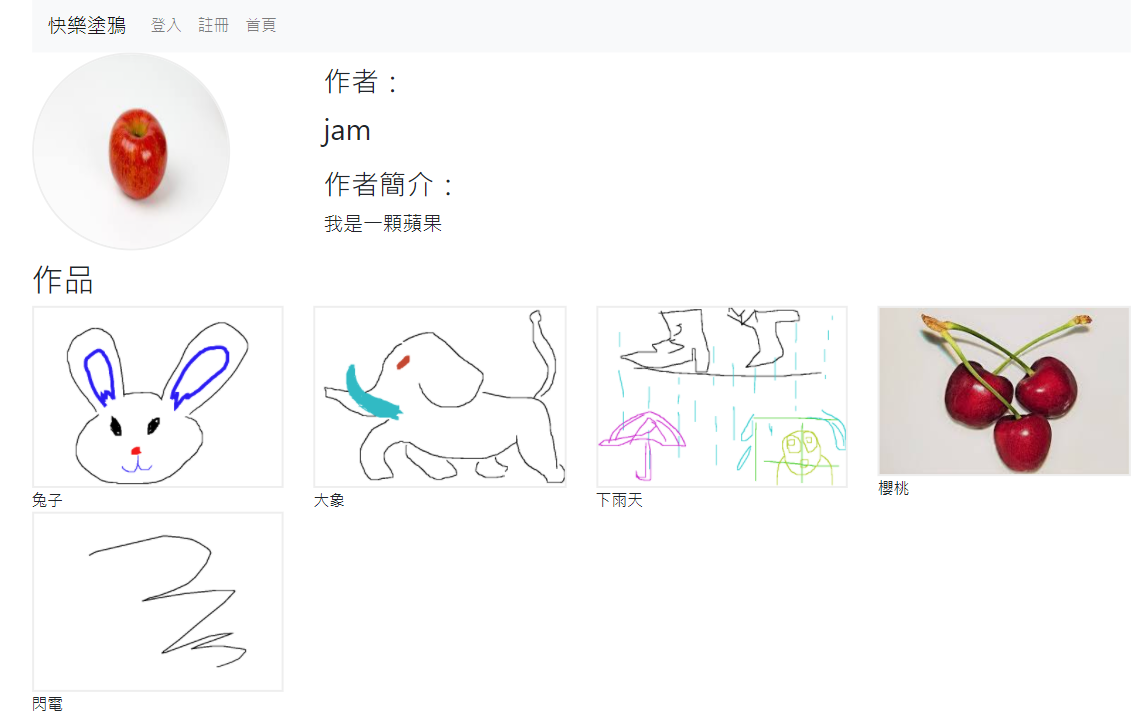 快樂塗鴉 登入 註冊 首頁
作者：
jam
作者簡介：
我是一顆蘋果
作品
兔子 大象 下雨天 櫻桃
閃電